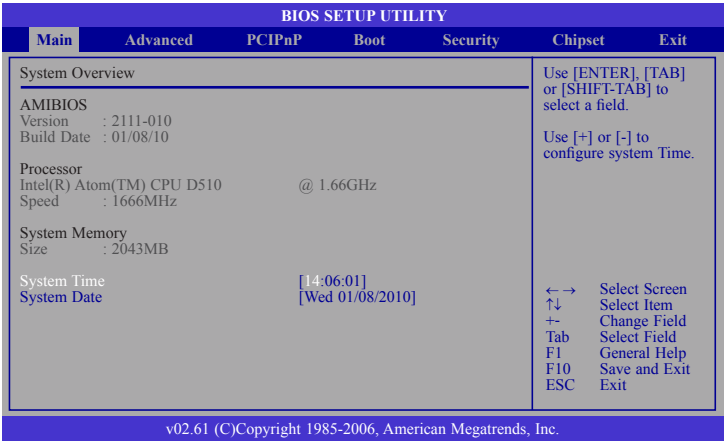 BIOS SETUP UTILITY
Main Advanced PCIPnP Boot Security Chipset Exit
System Overview
AMIBIOS
Version : 2111-010
Build Date : 01/08/10
Processor
Intel(R) Atom(TM) CPU D510 @ 1.66GHz
Speed : 1666MHz
System Memory
Size : 2043MB
System Time [14:06:01]
System Date [Wed 01/08/2010]
Use [ENTER], [TAB]
or [SHIFT-TAB] to
select a field.
Use [+] or [-] to
configure system Time.
←→ Select Screen
↑↓ Select Item
+- Change Field
Tab Select Field
F1 General Help
F10 Save and Exit
ESC Exit
v02.61 (C)Copyright 1985-2006, American Megatrends, Inc.